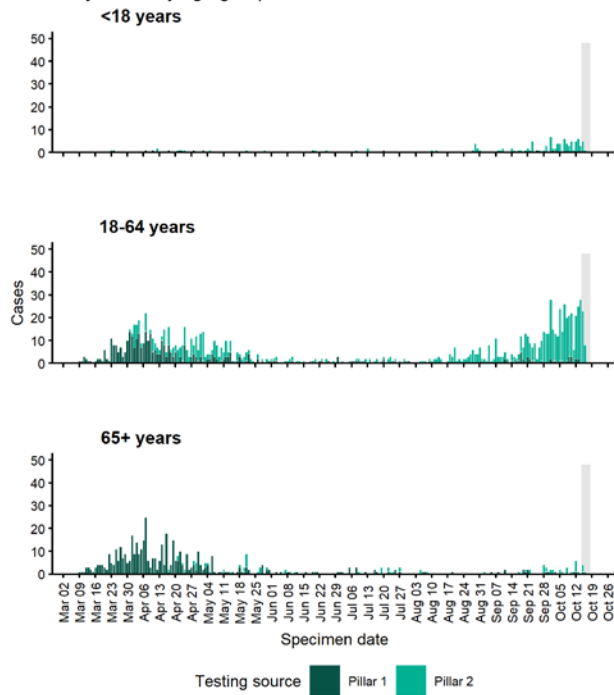 <18 years
50
40
30
20
10
0
18-64 years
50
40
30
20
10
0
65+ years
50
40
30
20
10
0
Cases
Mar 02
Mar 09
Mar 16
Mar 23
Mar 30
Apr 06
Apr 13
Apr 20
Apr 27
May 04
May 11
May 18
May 25
Jun 01
Jun 08
Jun 15
Jun 22
Jun 29
Jul 06
Jul 13
Jul 20
Jul 27
Aug 03
Aug 10
Aug 17
Aug 24
Aug 31
Sep 07
Sep 14
Sep 21
Sep 28
Oct 05
Oct 12
Oct 19
Oct 26
Specimen date
Testing source Pillar 1 Pillar 2